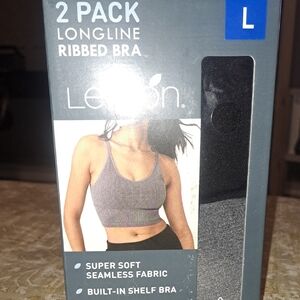 2 PACK
LONGLINE
RIBBED BRA
L
SUPER SOFT
SEAMLESS FABRIC
BUILT-IN SHELF BRA